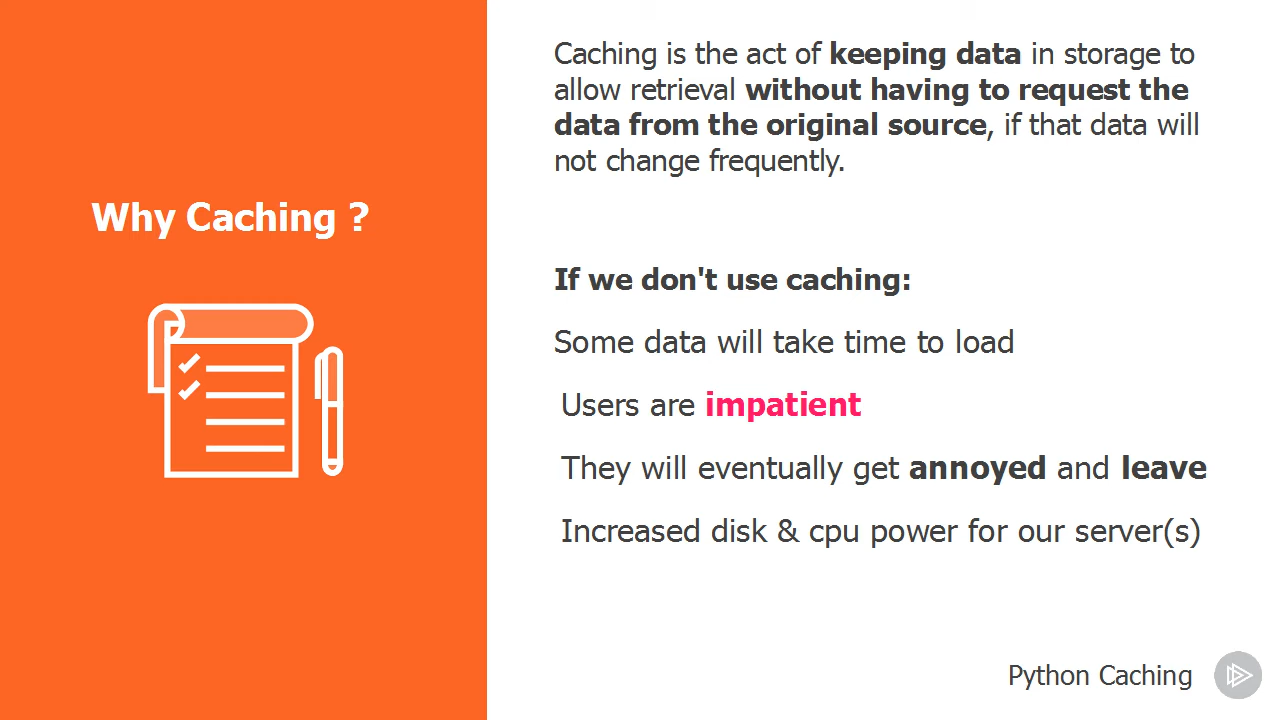 Why Caching ?
Caching is the act of keeping data in storage to
allow retrieval without having to request the
data from the original source, if that data will
not change frequently.
If we don't use caching:
Some data will take time to load
Users are impatient
They will eventually get annoyed and leave
Increased disk & cpu power for our server(s)
Python Caching